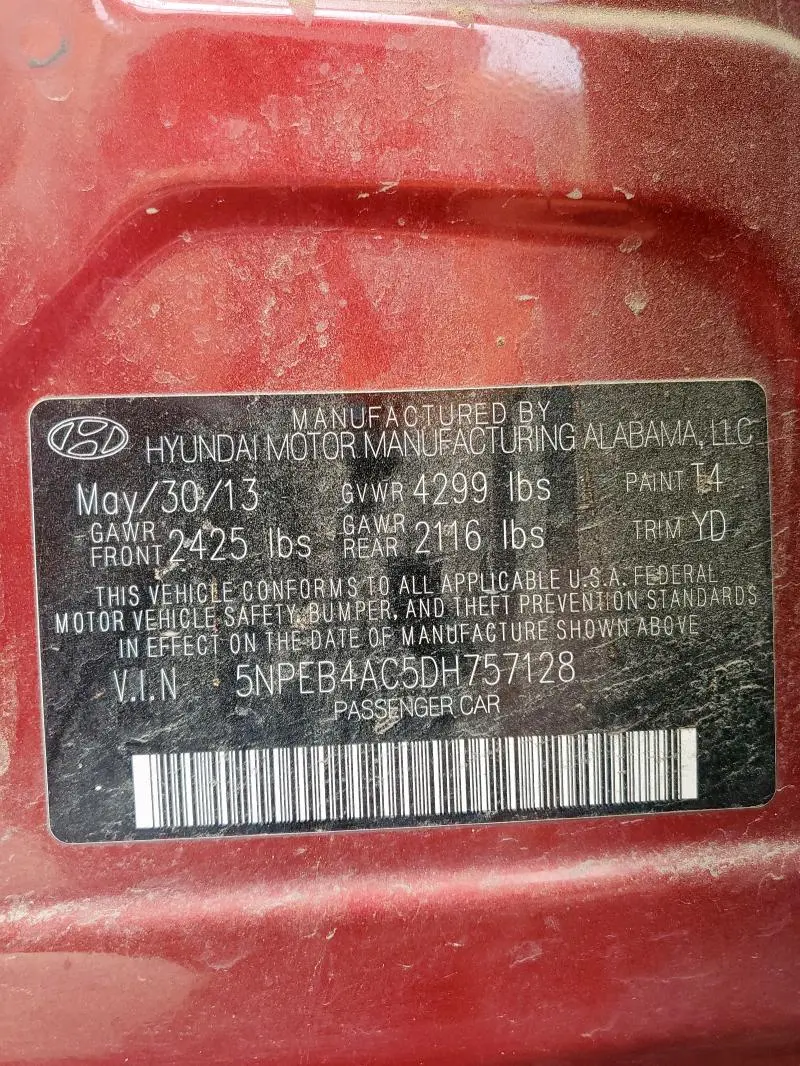 MANUFACTURED BY
HYUNDAI MOTOR MANUFACTURING ALABAMA, LLC
May/30/13 GVWR 4299 lbs PAINT T4
GAWR FRONT 2425 lbs GAWR REAR 2116 lbs TRIM YD
THIS VEHICLE CONFORMS TO ALL APPLICABLE U.S.A. FEDERAL
MOTOR VEHICLE SAFETY, BUMPER, AND THEFT PREVENTION STANDARDS
IN EFFECT ON THE DATE OF MANUFACTURE SHOWN ABOVE
V.I.N 5NPEB4AC5DH757128
PASSENGER CAR